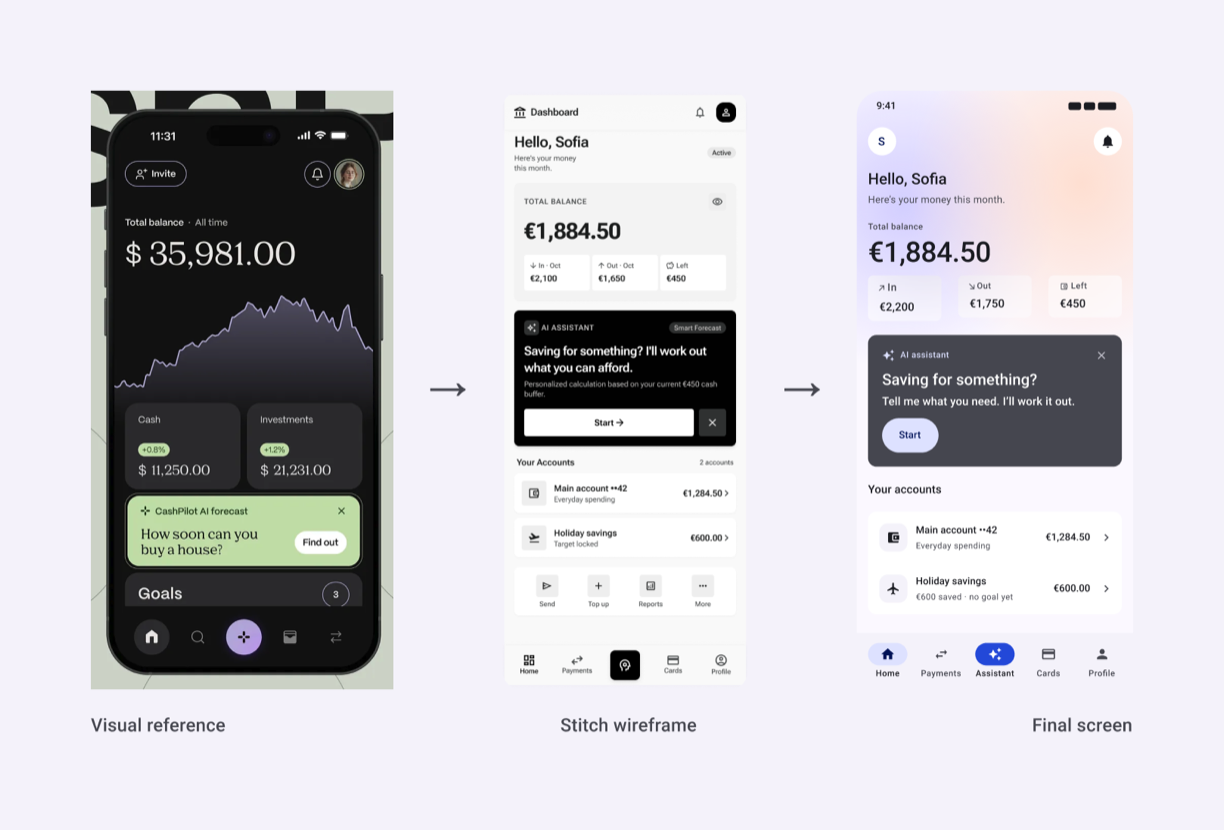 11:31
Invite
Total balance · All time
$ 35,981.00
Cash
+0.8%
$ 11,250.00
Investments
+1.2%
$ 21,231.00
CashPilot AI forecast
How soon can you
buy a house?
Find out
Goals
3
Visual reference
Dashboard
Hello, Sofia
Here's your money
this month.
Active
TOTAL BALANCE
€1,884.50
In · Oct
€2,100
Out · Oct
€1,650
Left
€450
AI ASSISTANT
Smart Forecast
Saving for something? I'll work out
what you can afford.
Personalized calculation based on your current €450 cash
buffer.
Start →
Your Accounts
2 accounts
Main account ••42
Everyday spending
€1,284.50
Holiday savings
Target locked
€600.00
Send
Top up
Reports
More
Home
Payments
Cards
Profile
Stitch wireframe
9:41
S
Hello, Sofia
Here's your money this month.
Total balance
€1,884.50
In
€2,200
Out
€1,750
Left
€450
AI assistant
Saving for something?
Tell me what you need. I'll work it out.
Start
Your accounts
Main account ••42
Everyday spending
€1,284.50
Holiday savings
€600 saved · no goal yet
€600.00
Home
Payments
Assistant
Cards
Profile
Final screen